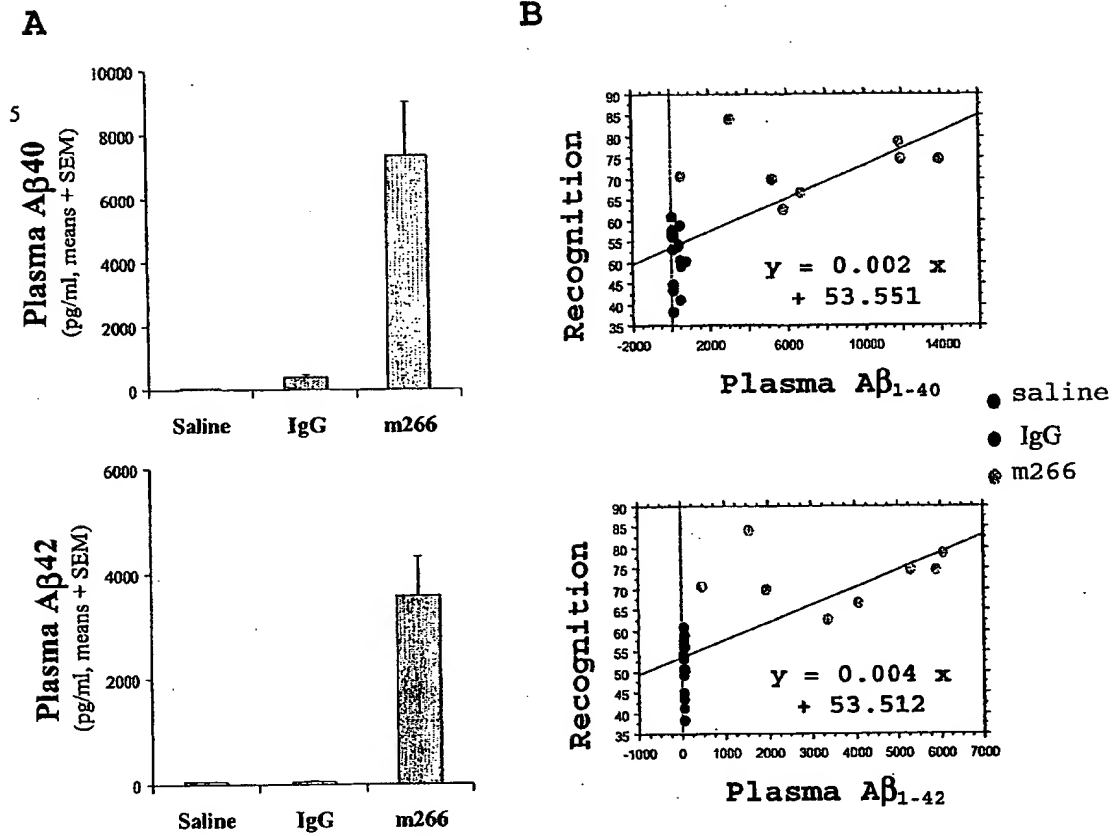 A
5
Plasma Aβ40
(pg/ml, means + SEM)
10000
8000
6000
4000
2000
0
Saline IgG m266
Plasma Aβ42
(pg/ml, means + SEM)
6000
4000
2000
0
Saline IgG m266
B
Recognition
90
85
80
75
70
65
60
55
50
45
40
35
y = 0.002 x
+ 53.551
-2000 2000 6000 10000 14000
Plasma Aβ1-40
saline
IgG
m266
Recognition
90
85
80
75
70
65
60
55
50
45
40
35
y = 0.004 x
+ 53.512
-1000 0 1000 2000 3000 4000 5000 6000 7000
Plasma Aβ1-42